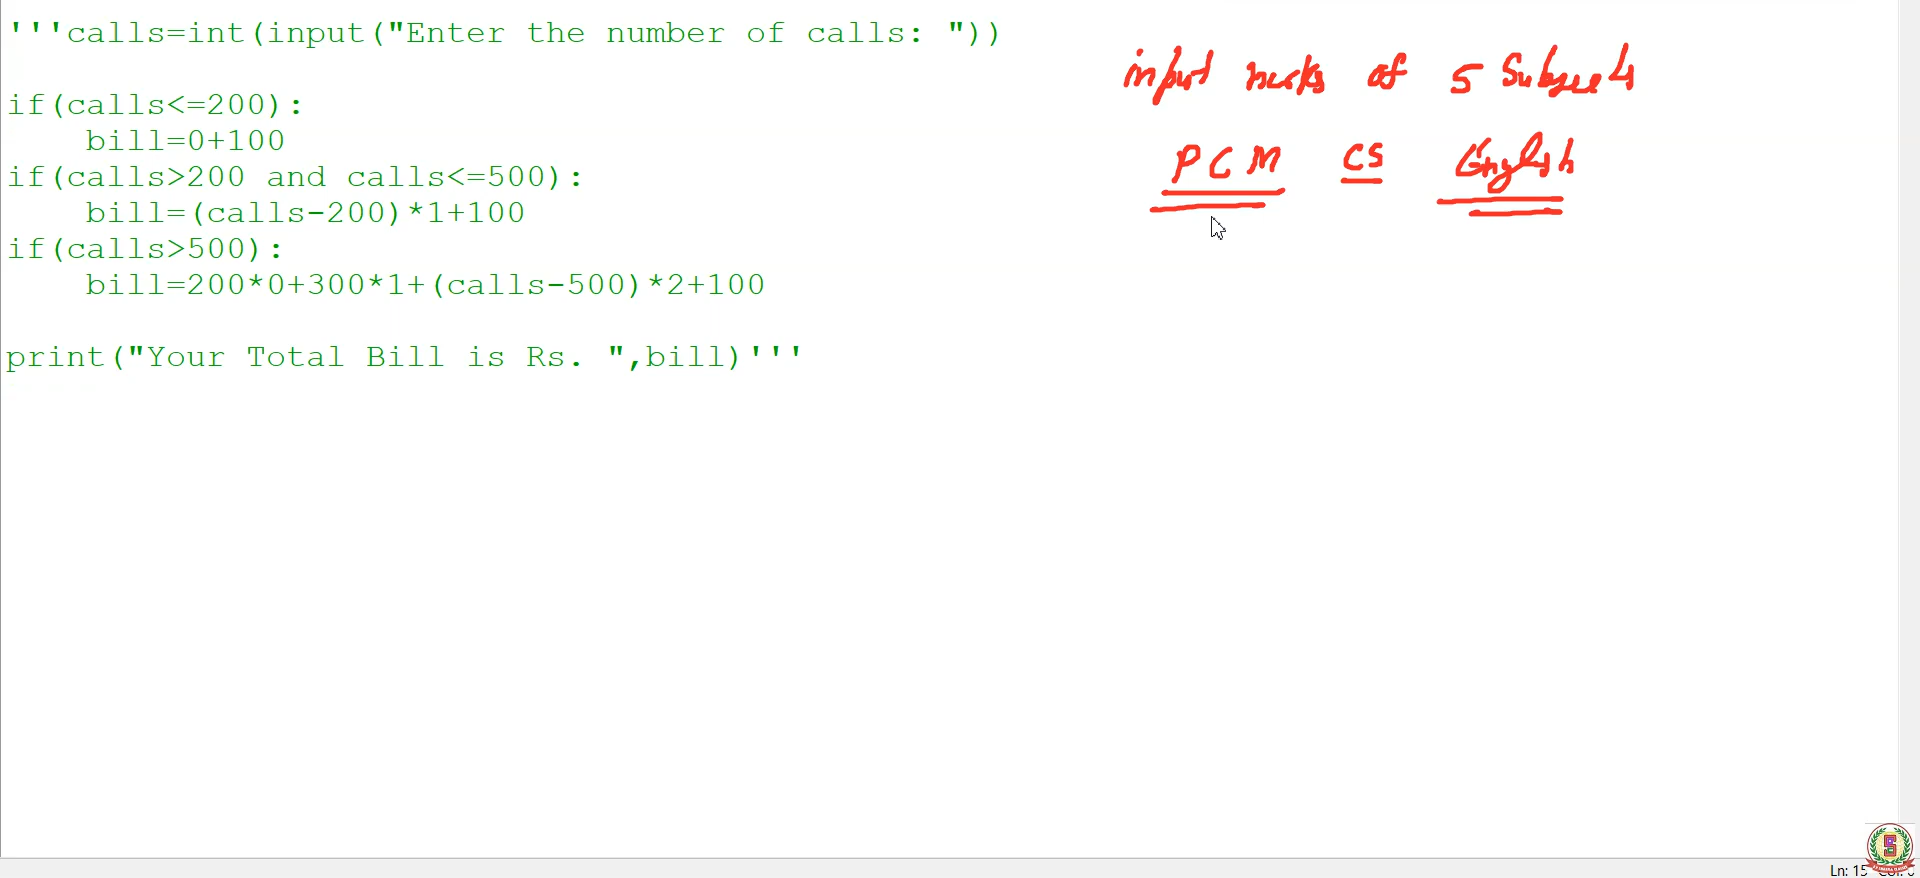 '''calls=int(input("Enter the number of calls: "))
if(calls<=200):
    bill=0+100
if(calls>200 and calls<=500):
    bill=(calls-200)*1+100
if(calls>500):
    bill=200*0+300*1+(calls-500)*2+100
print("Your Total Bill is Rs. ",bill)'''
input marks of 5 Subjects
PCM CS English
Ln: 15